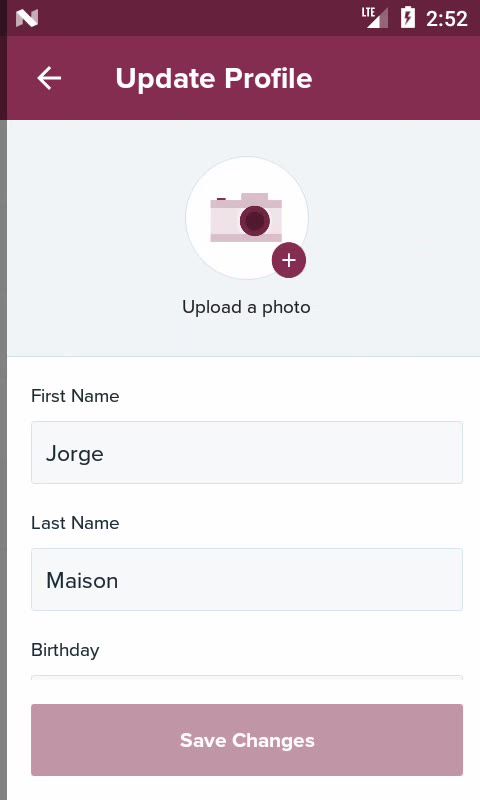 LTE
2:52
Update Profile
Upload a photo
First Name
Jorge
Last Name
Maison
Birthday
Save Changes